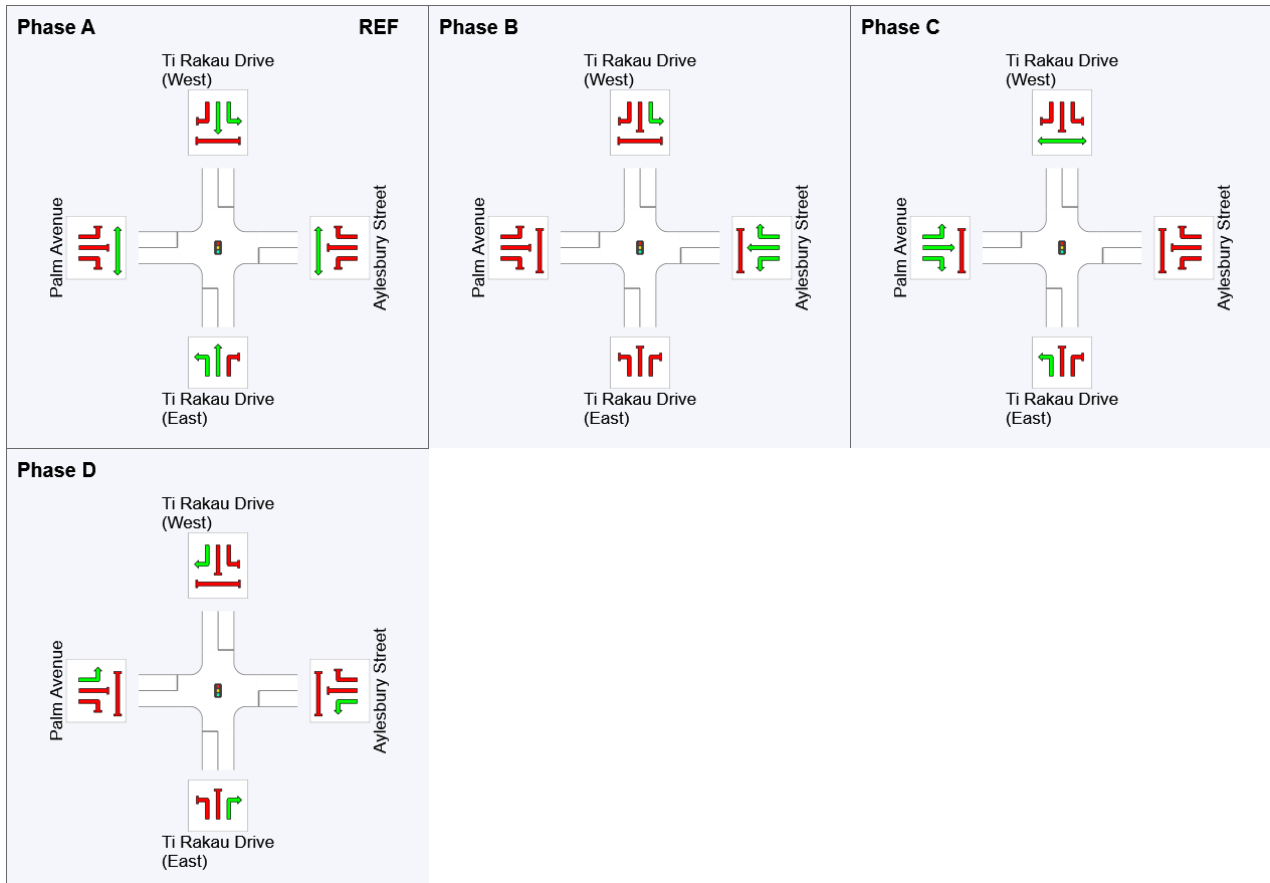 Phase A
REF
Ti Rakau Drive
(West)
Palm Avenue
Aylesbury Street
Ti Rakau Drive
(East)
Phase B
Ti Rakau Drive
(West)
Palm Avenue
Aylesbury Street
Ti Rakau Drive
(East)
Phase C
Ti Rakau Drive
(West)
Palm Avenue
Aylesbury Street
Ti Rakau Drive
(East)
Phase D
Ti Rakau Drive
(West)
Palm Avenue
Aylesbury Street
Ti Rakau Drive
(East)